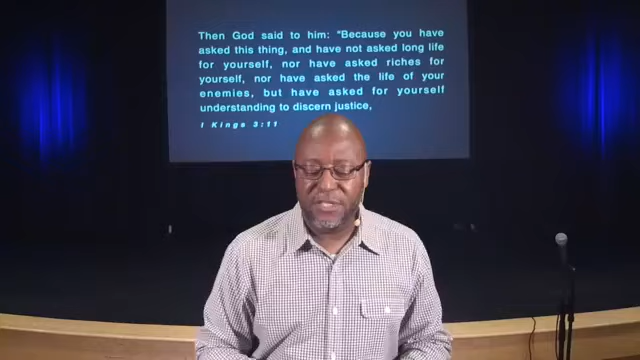 Then God said to him: "Because you have
asked this thing, and have not asked long life
for yourself, nor have asked riches for
yourself, nor have asked the life of your
enemies, but have asked for yourself
understanding to discern justice,
I Kings 3:11